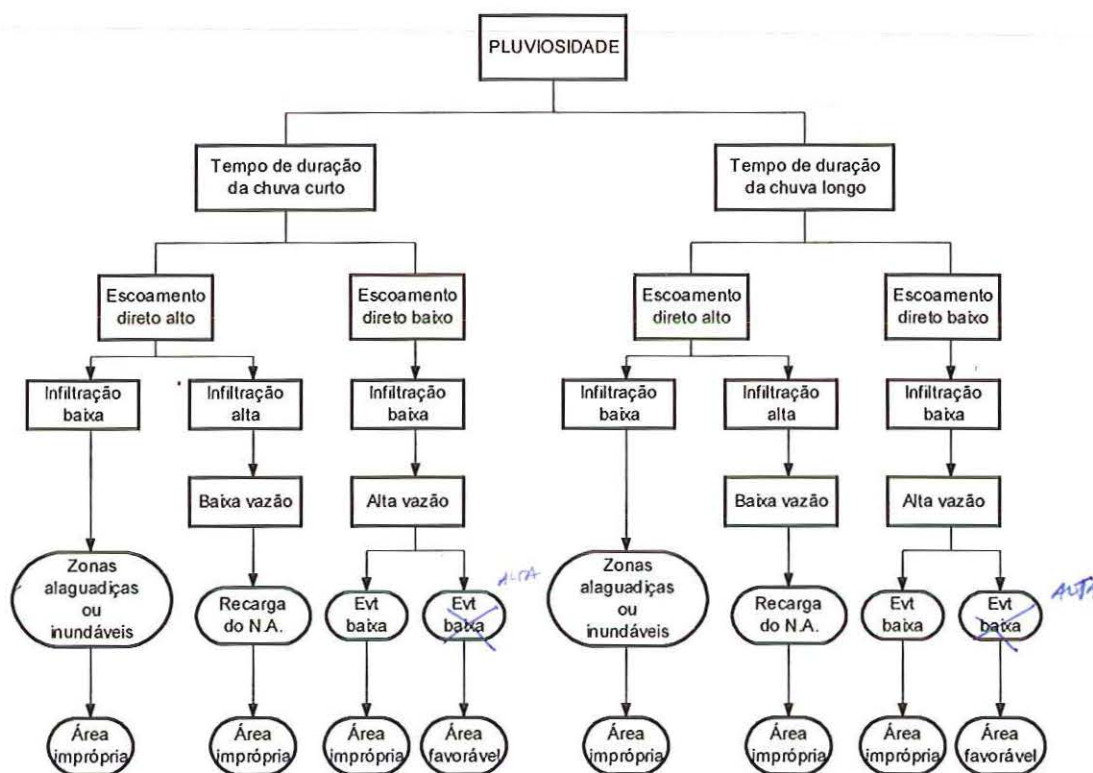 PLUVIOSIDADE
Tempo de duração
da chuva curto
Tempo de duração
da chuva longo
Escoamento
direto alto
Escoamento
direto baixo
Escoamento
direto alto
Escoamento
direto baixo
Infiltração
baixa
Infiltração
alta
Infiltração
baixa
Infiltração
baixa
Infiltração
alta
Infiltração
baixa
Baixa vazão
Alta vazão
Baixa vazão
Alta vazão
Zonas
alaguadiças
ou
inundáveis
Recarga
do N.A.
Evt
baixa
ALTA
Evt
baixa
Zonas
alaguadiças
ou
inundáveis
Recarga
do N.A.
Evt
baixa
ALTA
Evt
baixa
Área
imprópria
Área
imprópria
Área
imprópria
Área
favorável
Área
imprópria
Área
imprópria
Área
imprópria
Área
favorável